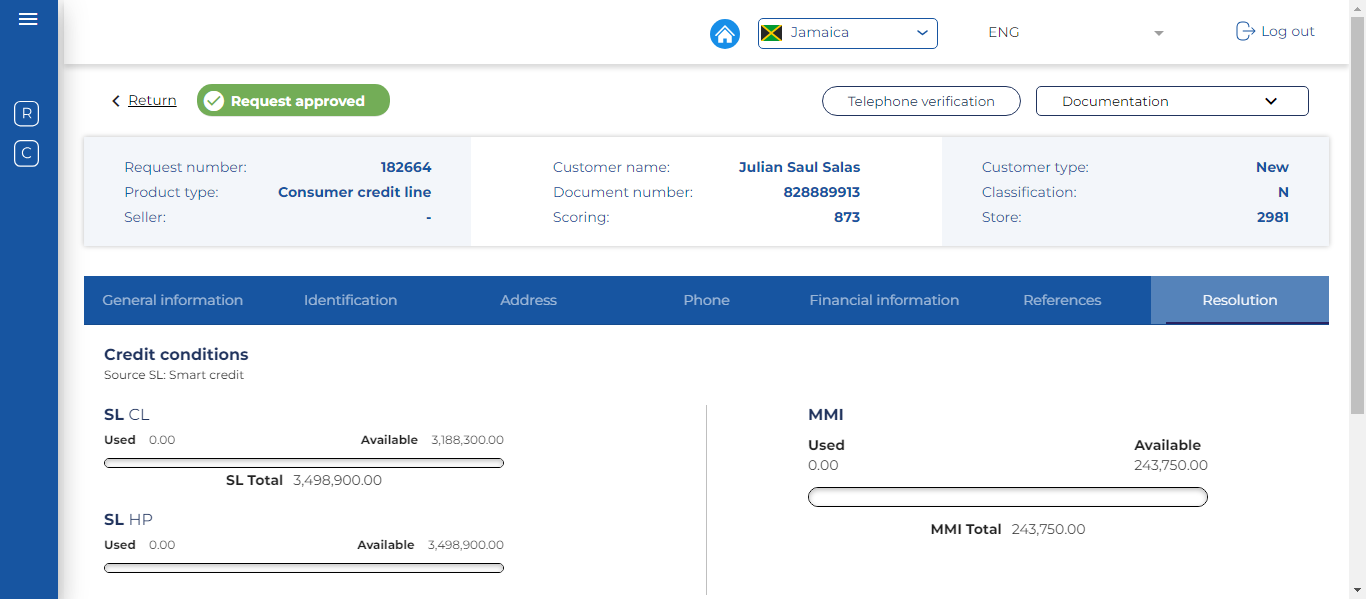 Jamaica
ENG
Log out
R
C
Return
Request approved
Telephone verification
Documentation
Request number: 182664
Product type: Consumer credit line
Seller: -
Customer name: Julian Saul Salas
Document number: 828889913
Scoring: 873
Customer type: New
Classification: N
Store: 2981
General information
Identification
Address
Phone
Financial information
References
Resolution
Credit conditions
Source SL: Smart credit
SL CL
Used 0.00 Available 3,188,300.00
SL Total 3,498,900.00
SL HP
Used 0.00 Available 3,498,900.00
MMI
Used Available
0.00 243,750.00
MMI Total 243,750.00